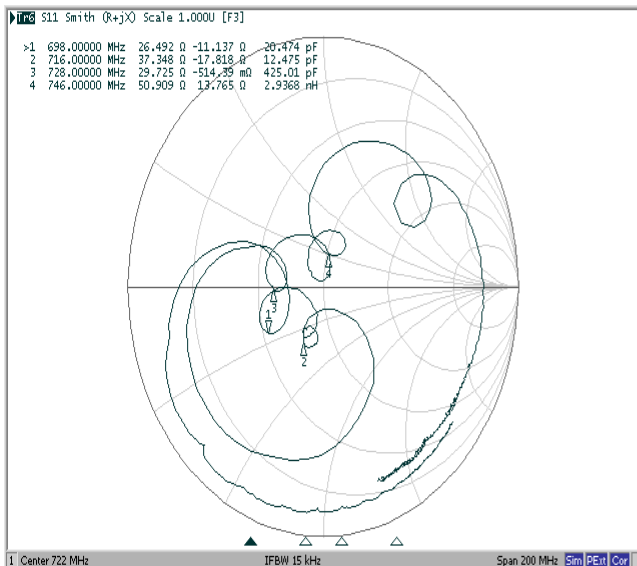 Tr6 S11 Smith (R+jX) Scale 1.000U [F3]
>1 698.00000 MHz 26.492 Ω -11.137 Ω 20.474 pF
2 716.00000 MHz 37.348 Ω -17.818 Ω 12.475 pF
3 728.00000 MHz 29.725 Ω -514.39 mΩ 425.01 pF
4 746.00000 MHz 50.909 Ω 13.765 Ω 2.9368 nH
4
3
1
2
1 Center 722 MHz IFBW 15 kHz Span 200 MHz Sim PExt Cor